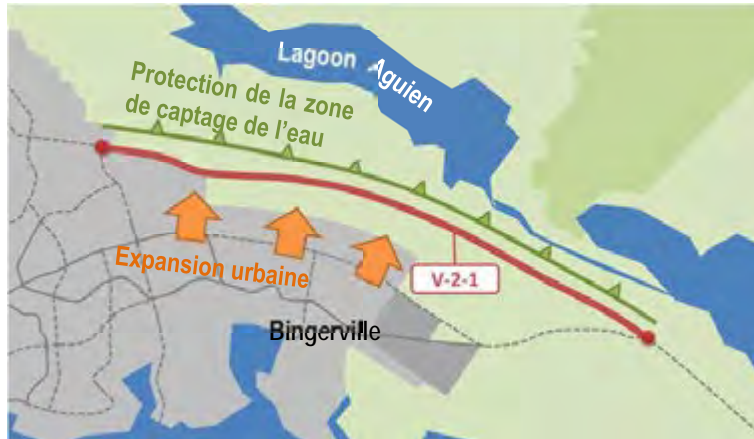 Lagoon Aguien
Protection de la zone
de captage de l'eau
Expansion urbaine
V-2-1
Bingerville